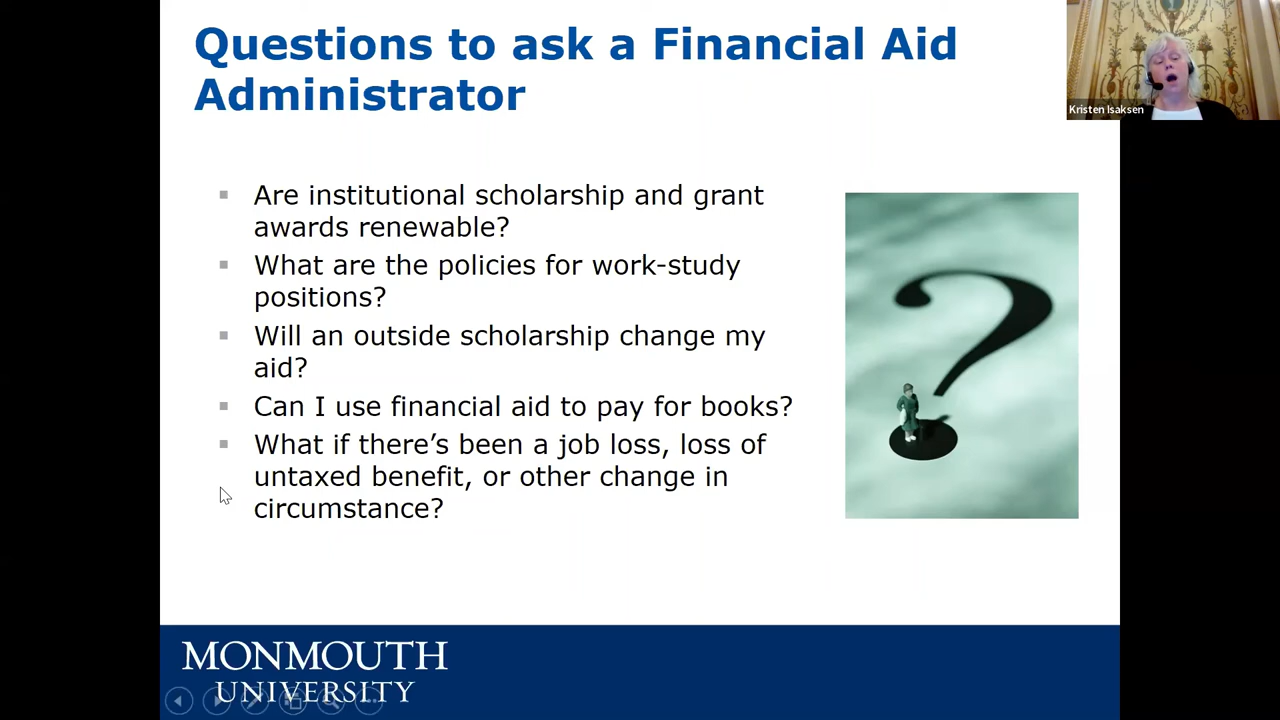 Questions to ask a Financial Aid
Administrator
Kristen Isaksen
Are institutional scholarship and grant
awards renewable?
What are the policies for work-study
positions?
Will an outside scholarship change my
aid?
Can I use financial aid to pay for books?
What if there’s been a job loss, loss of
untaxed benefit, or other change in
circumstance?
MONMOUTH
UNIVERSITY